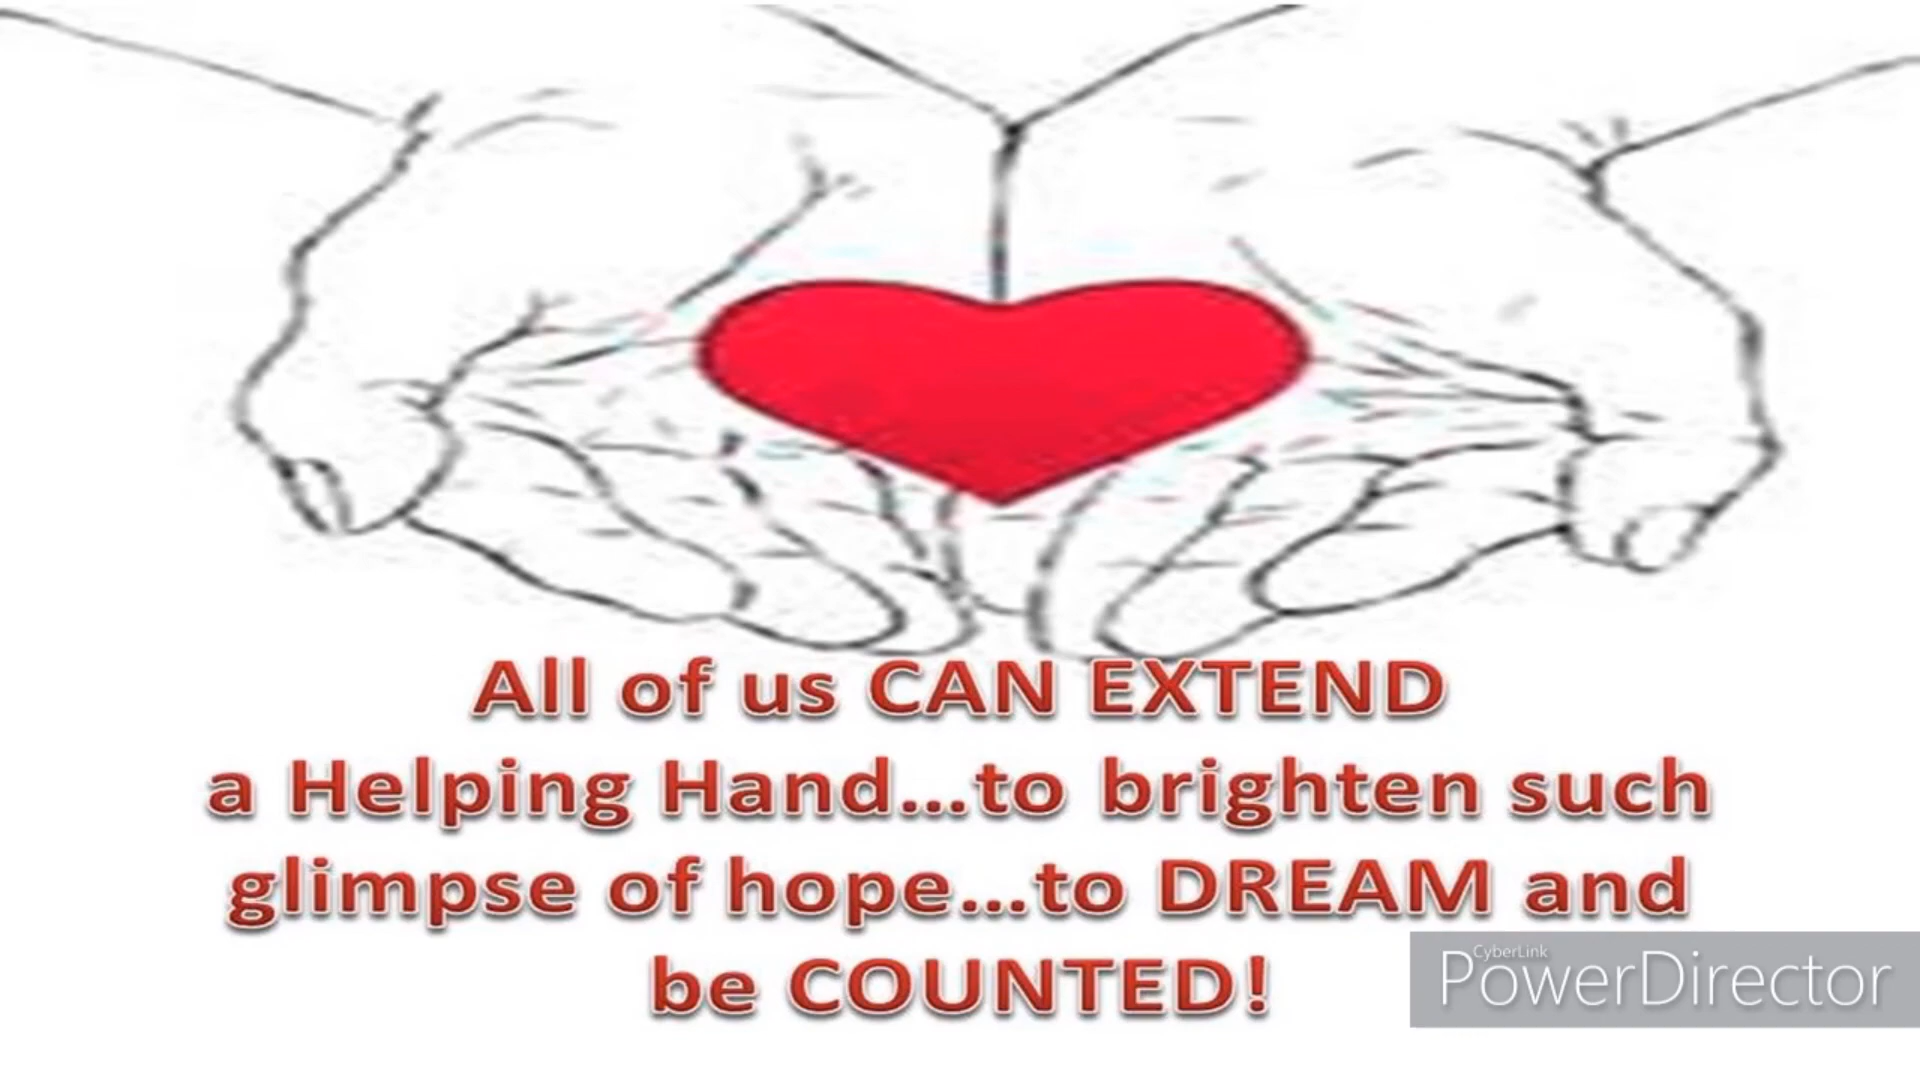 All of us CAN EXTEND
a Helping Hand...to brighten such
glimpse of hope...to DREAM and
be COUNTED!
CyberLink
PowerDirector